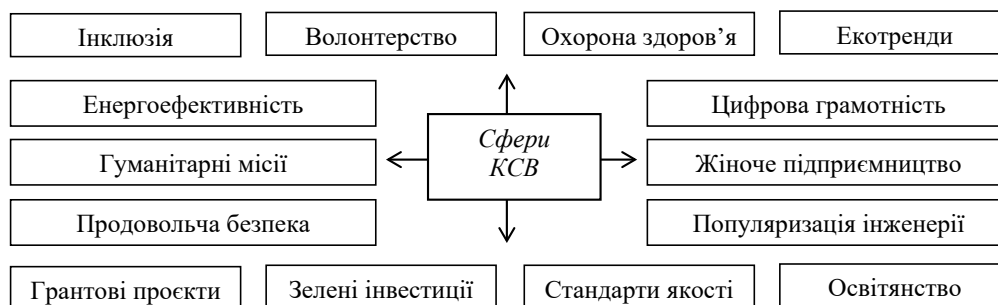 Інклюзія
Волонтерство
Охорона здоров’я
Екотренди
Енергоефективність
Цифрова грамотність
Сфери
КСВ
Гуманітарні місії
Жіноче підприємництво
Продовольча безпека
Популяризація інженерії
Грантові проєкти
Зелені інвестиції
Стандарти якості
Освітянство